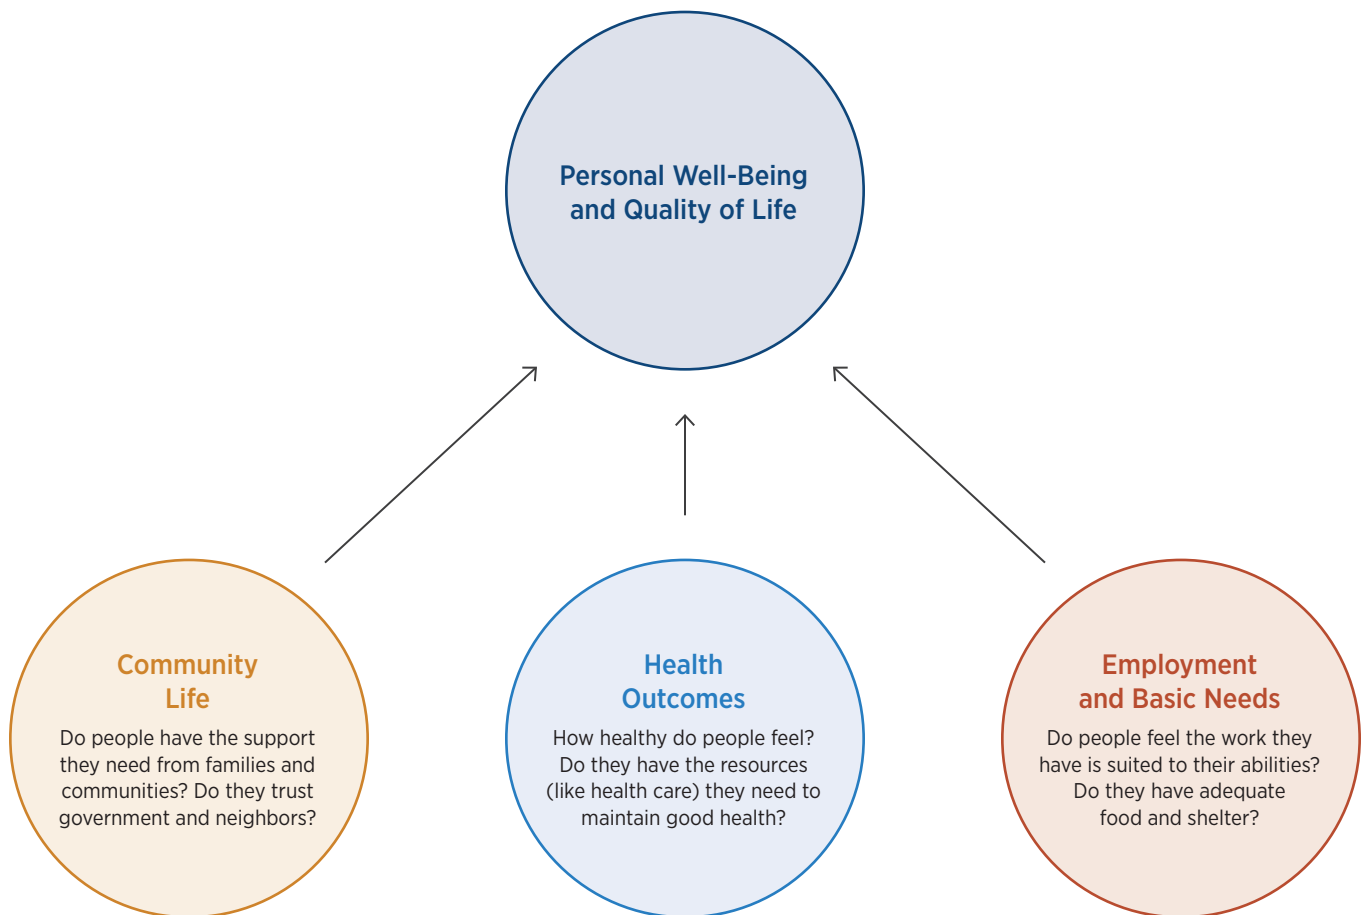 Personal Well-Being
and Quality of Life
Community
Life
Do people have the support
they need from families and
communities? Do they trust
government and neighbors?
Health
Outcomes
How healthy do people feel?
Do they have the resources
(like health care) they need to
maintain good health?
Employment
and Basic Needs
Do people feel the work they
have is suited to their abilities?
Do they have adequate
food and shelter?